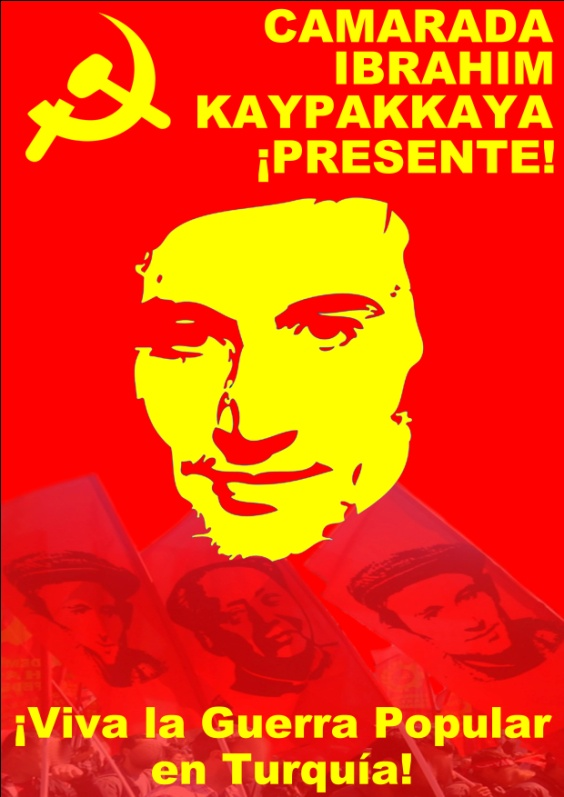 CAMARADA
IBRAHIM
KAYPAKKAYA
¡PRESENTE!
¡Viva la Guerra Popular
en Turquía!